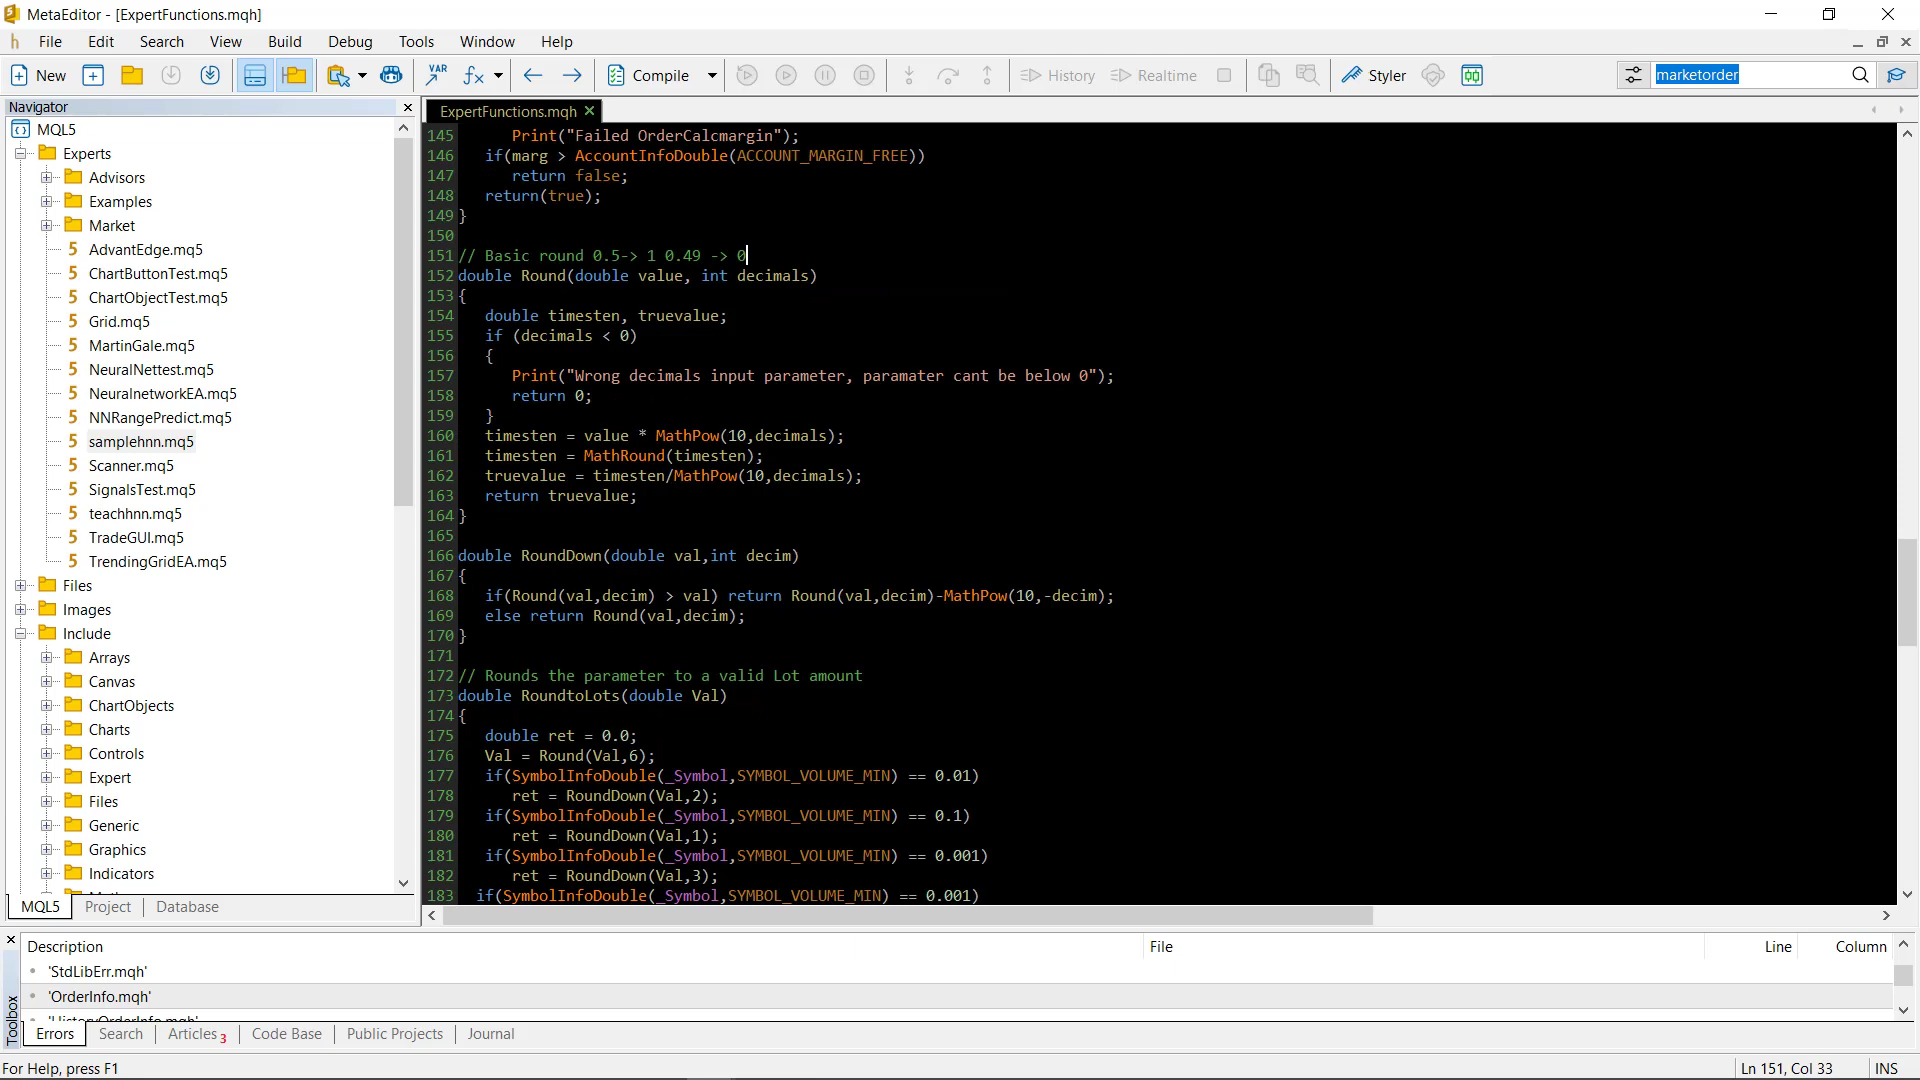 MetaEditor - [ExpertFunctions.mqh]
File Edit Search View Build Debug Tools Window Help
New VAR fx Compile History Realtime Styler marketorder
Navigator
MQL5
Experts
Advisors
Examples
Market
AdvantEdge.mq5
ChartButtonTest.mq5
ChartObjectTest.mq5
Grid.mq5
MartinGale.mq5
NeuralNettest.mq5
NeuralnetworkEA.mq5
NNRangePredict.mq5
samplehnn.mq5
Scanner.mq5
SignalsTest.mq5
teachhnn.mq5
TradeGUI.mq5
TrendingGridEA.mq5
Files
Images
Include
Arrays
Canvas
ChartObjects
Charts
Controls
Expert
Files
Generic
Graphics
Indicators
MQL5 Project Database
ExpertFunctions.mqh
145 Print("Failed OrderCalcmargin");
146 if(marg > AccountInfoDouble(ACCOUNT_MARGIN_FREE))
147 return false;
148 return(true);
149 }
150
151 // Basic round 0.5-> 1 0.49 -> 0
152 double Round(double value, int decimals)
153 {
154 double timesten, truevalue;
155 if (decimals < 0)
156 {
157 Print("Wrong decimals input parameter, paramater cant be below 0");
158 return 0;
159 }
160 timesten = value * MathPow(10,decimals);
161 timesten = MathRound(timesten);
162 truevalue = timesten/MathPow(10,decimals);
163 return truevalue;
164 }
165
166 double RoundDown(double val,int decim)
167 {
168 if(Round(val,decim) > val) return Round(val,decim)-MathPow(10,-decim);
169 else return Round(val,decim);
170 }
171
172 // Rounds the parameter to a valid Lot amount
173 double RoundtoLots(double Val)
174 {
175 double ret = 0.0;
176 Val = Round(Val,6);
177 if(SymbolInfoDouble(_Symbol,SYMBOL_VOLUME_MIN) == 0.01)
178 ret = RoundDown(Val,2);
179 if(SymbolInfoDouble(_Symbol,SYMBOL_VOLUME_MIN) == 0.1)
180 ret = RoundDown(Val,1);
181 if(SymbolInfoDouble(_Symbol,SYMBOL_VOLUME_MIN) == 0.001)
182 ret = RoundDown(Val,3);
183 if(SymbolInfoDouble(_Symbol,SYMBOL_VOLUME_MIN) == 0.001)
Description File Line Column
'StdLibErr.mqh'
'OrderInfo.mqh'
'HistoryOrderInfo.mqh'
Toolbox
Errors Search Articles 3 Code Base Public Projects Journal
For Help, press F1 Ln 151, Col 33 INS